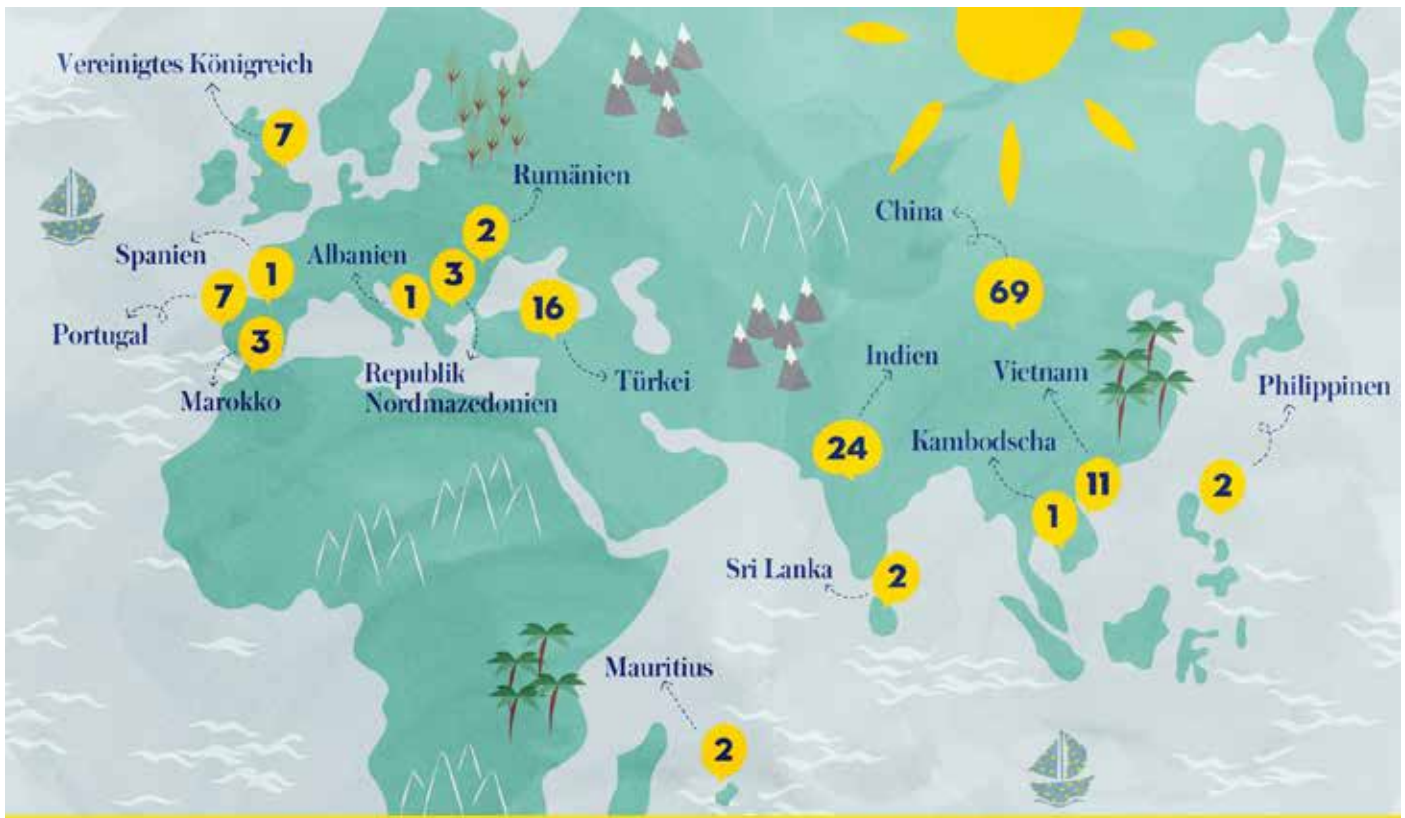 Vereinigtes Königreich
7
Rumänien
2
China
69
Spanien
1
Albanien
1
3
7
Portugal
16
3
Marokko
Republik
Nordmazedonien
Türkei
Indien
24
Vietnam
11
Philippinen
2
Kambodscha
1
Sri Lanka
2
Mauritius
2